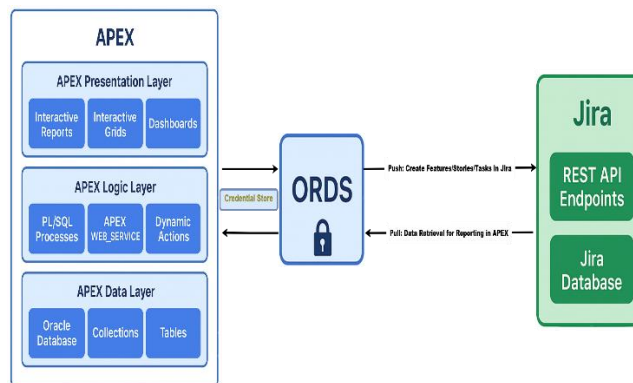 APEX
APEX Presentation Layer
Interactive
Reports
Interactive
Grids
Dashboards
APEX Logic Layer
PL/SQL
Processes
APEX
WEB_SERVICE
Dynamic
Actions
APEX Data Layer
Oracle
Database
Collections
Tables
Credential Store
ORDS
Push: Create Features/Stories/Tasks in Jira
Pull: Data Retrieval for Reporting in APEX
Jira
REST API
Endpoints
Jira
Database